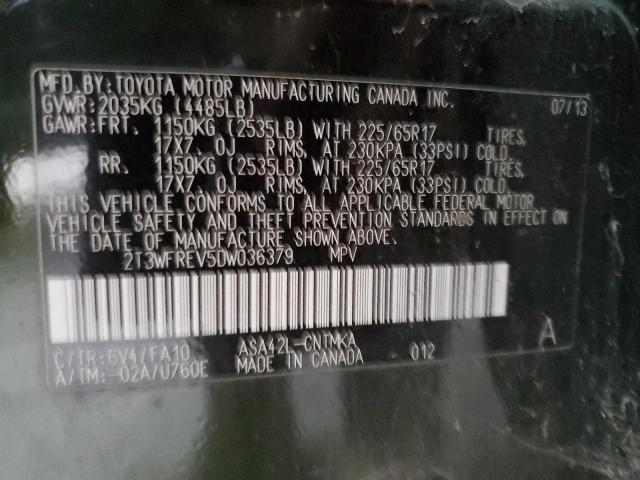 MFD.BY:TOYOTA MOTOR MANUFACTURING CANADA INC. 07/13
GVWR:2035KG (4485LB)
GAWR:FRT. 1150KG (2535LB) WITH 225/65R17 TIRES,
17X7.0J RIMS, AT 230KPA (33PSI) COLD.
RR. 1150KG (2535LB) WITH 225/65R17 TIRES,
17X7.0J RIMS, AT 230KPA (33PSI) COLD.
THIS VEHICLE CONFORMS TO ALL APPLICABLE FEDERAL MOTOR
VEHICLE SAFETY AND THEFT PREVENTION STANDARDS IN EFFECT ON
THE DATE OF MANUFACTURE SHOWN ABOVE.
2T3WFREV5DW036379 MPV
A
C/TR:6V4/FA10 ASA42L-CNTMKA 012
A/TM:-02A/U760E MADE IN CANADA